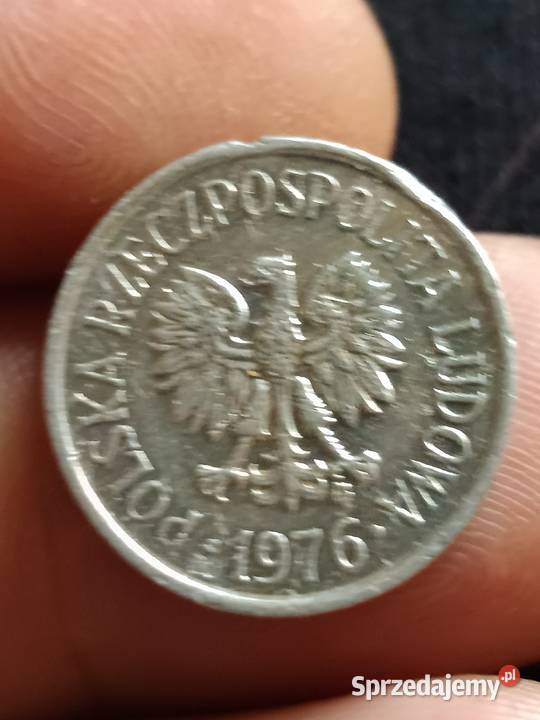 POLSKA RZECZPOSPOLITA LUDOWA
1976
Sprzedajemy.pl